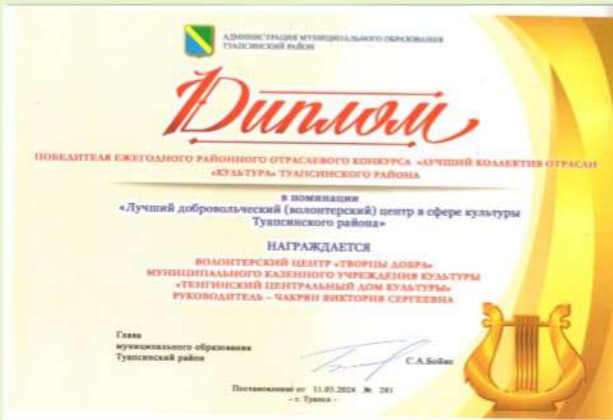 АДМИНИСТРАЦИЯ МУНИЦИПАЛЬНОГО ОБРАЗОВАНИЯ
ТУАПСИНСКИЙ РАЙОН
Диплом
ПОБЕДИТЕЛЯ ЕЖЕГОДНОГО РАЙОННОГО ОТРАСЛЕВОГО КОНКУРСА «ЛУЧШИЙ КОЛЛЕКТИВ ОТРАСЛИ
«КУЛЬТУРА» ТУАПСИНСКОГО РАЙОНА
в номинации
«Лучший добровольческий (волонтерский) центр в сфере культуры
Туапсинского района»
НАГРАЖДАЕТСЯ
ВОЛОНТЕРСКИЙ ЦЕНТР «ТВОРЦЫ ДОБРА»
МУНИЦИПАЛЬНОГО КАЗЕННОГО УЧРЕЖДЕНИЯ КУЛЬТУРЫ
«ТЕНГИНСКИЙ ЦЕНТРАЛЬНЫЙ ДОМ КУЛЬТУРЫ»
РУКОВОДИТЕЛЬ – ЧАКРЯН ВИКТОРИЯ СЕРГЕЕВНА
Глава
муниципального образования
Туапсинский район
С.А.Бойко
Постановление от 11.03.2024 № 281
- г. Туапсе -